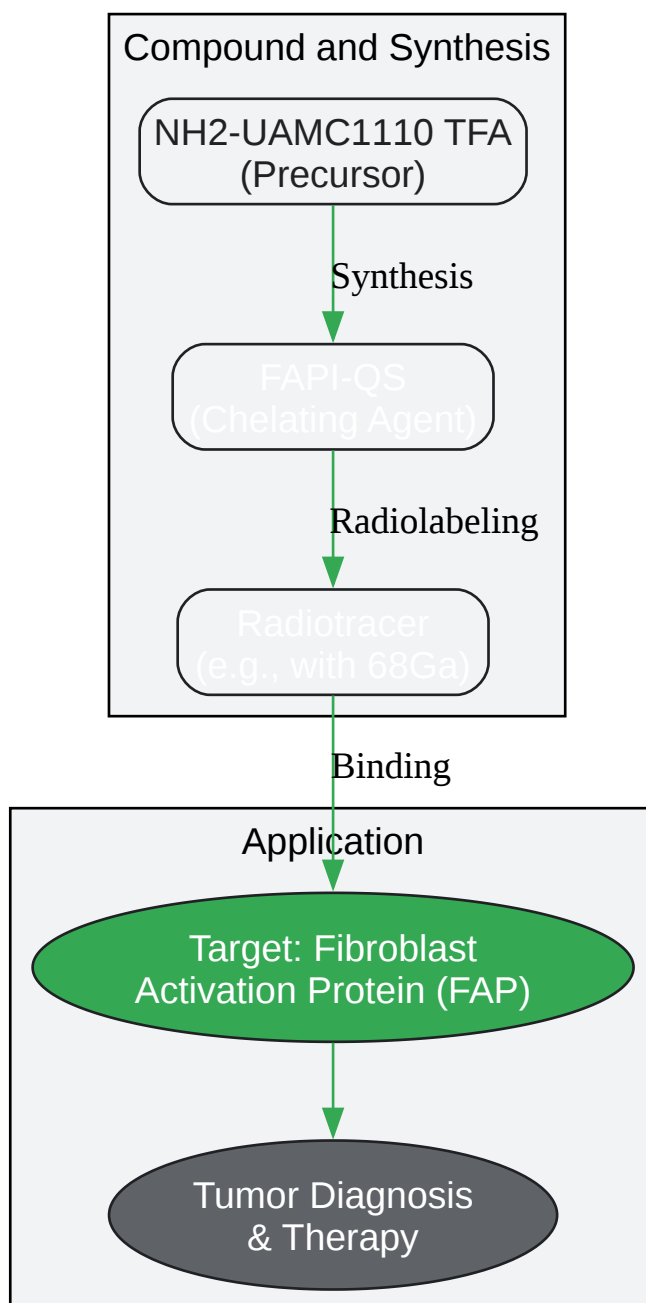 Compound and Synthesis
NH2-UAMC1110 TFA
(Precursor)
Synthesis
FAPI-QS
(Chelating Agent)
Radiolabeling
Radiotracer
(e.g., with 68Ga)
Binding
Application
Target: Fibroblast
Activation Protein (FAP)
Tumor Diagnosis
& Therapy